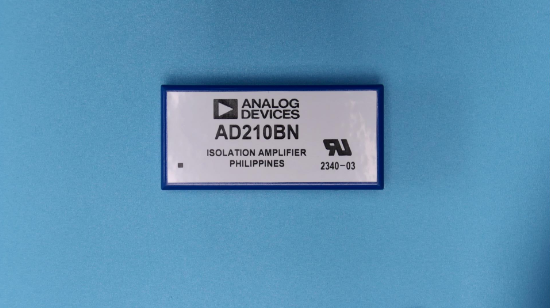 ANALOG
DEVICES
AD210BN
ISOLATION AMPLIFIER
PHILIPPINES
2340-03